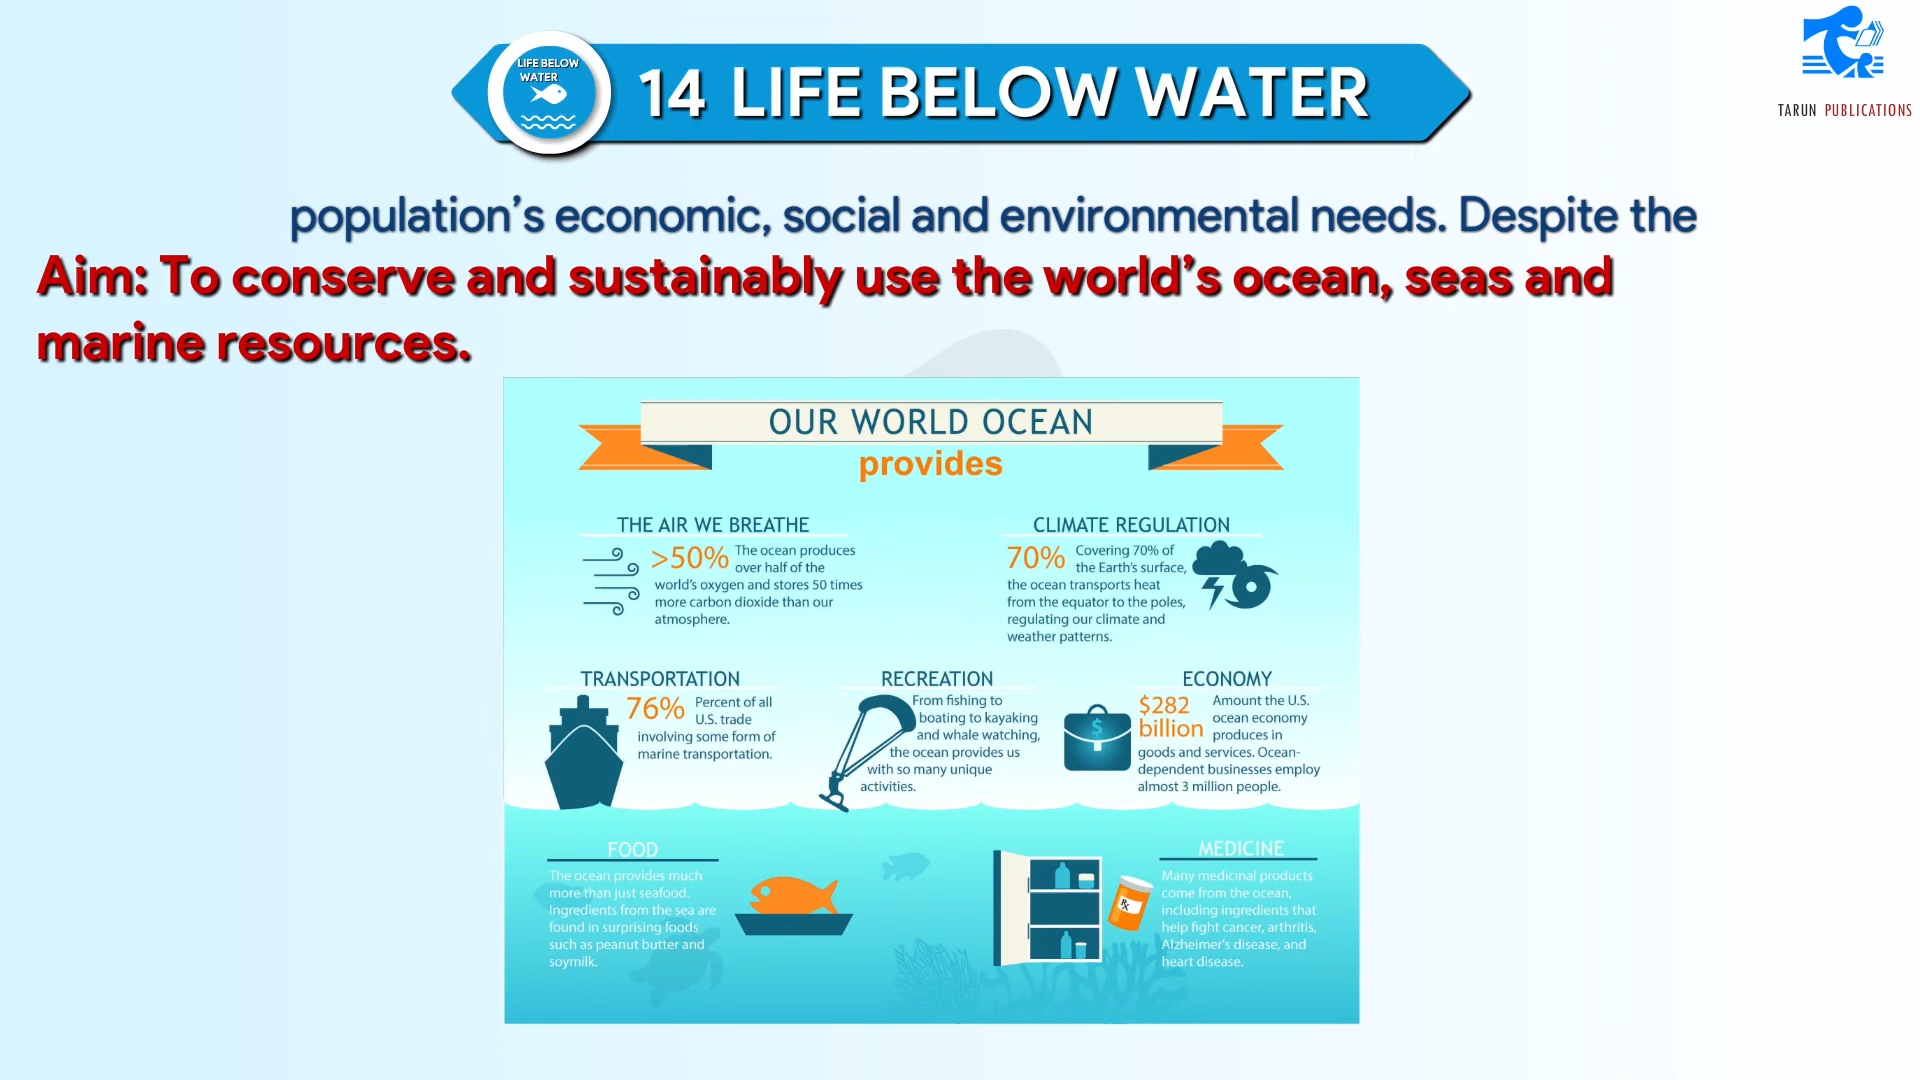 LIFE BELOW
WATER
14 LIFE BELOW WATER
TARUN PUBLICATIONS
population’s economic, social and environmental needs. Despite the
Aim: To conserve and sustainably use the world’s ocean, seas and
marine resources.
OUR WORLD OCEAN
provides
THE AIR WE BREATHE
>50% The ocean produces
over half of the
world's oxygen and stores 50 times
more carbon dioxide than our
atmosphere.
CLIMATE REGULATION
70% Covering 70% of
the Earth's surface,
the ocean transports heat
from the equator to the poles,
regulating our climate and
weather patterns.
TRANSPORTATION
76% Percent of all
U.S. trade
involving some form of
marine transportation.
RECREATION
From fishing to
boating to kayaking
and whale watching,
the ocean provides us
with so many unique
activities.
ECONOMY
$282 billion
Amount the U.S.
ocean economy
produces in
goods and services. Ocean-
dependent businesses employ
almost 3 million people.
$
FOOD
The ocean provides much
more than just seafood.
Ingredients from the sea are
found in surprising foods
such as peanut butter and
soymilk.
MEDICINE
Many medicinal products
come from the ocean,
including ingredients that
help fight cancer, arthritis,
Alzheimer's disease, and
heart disease.
Rx